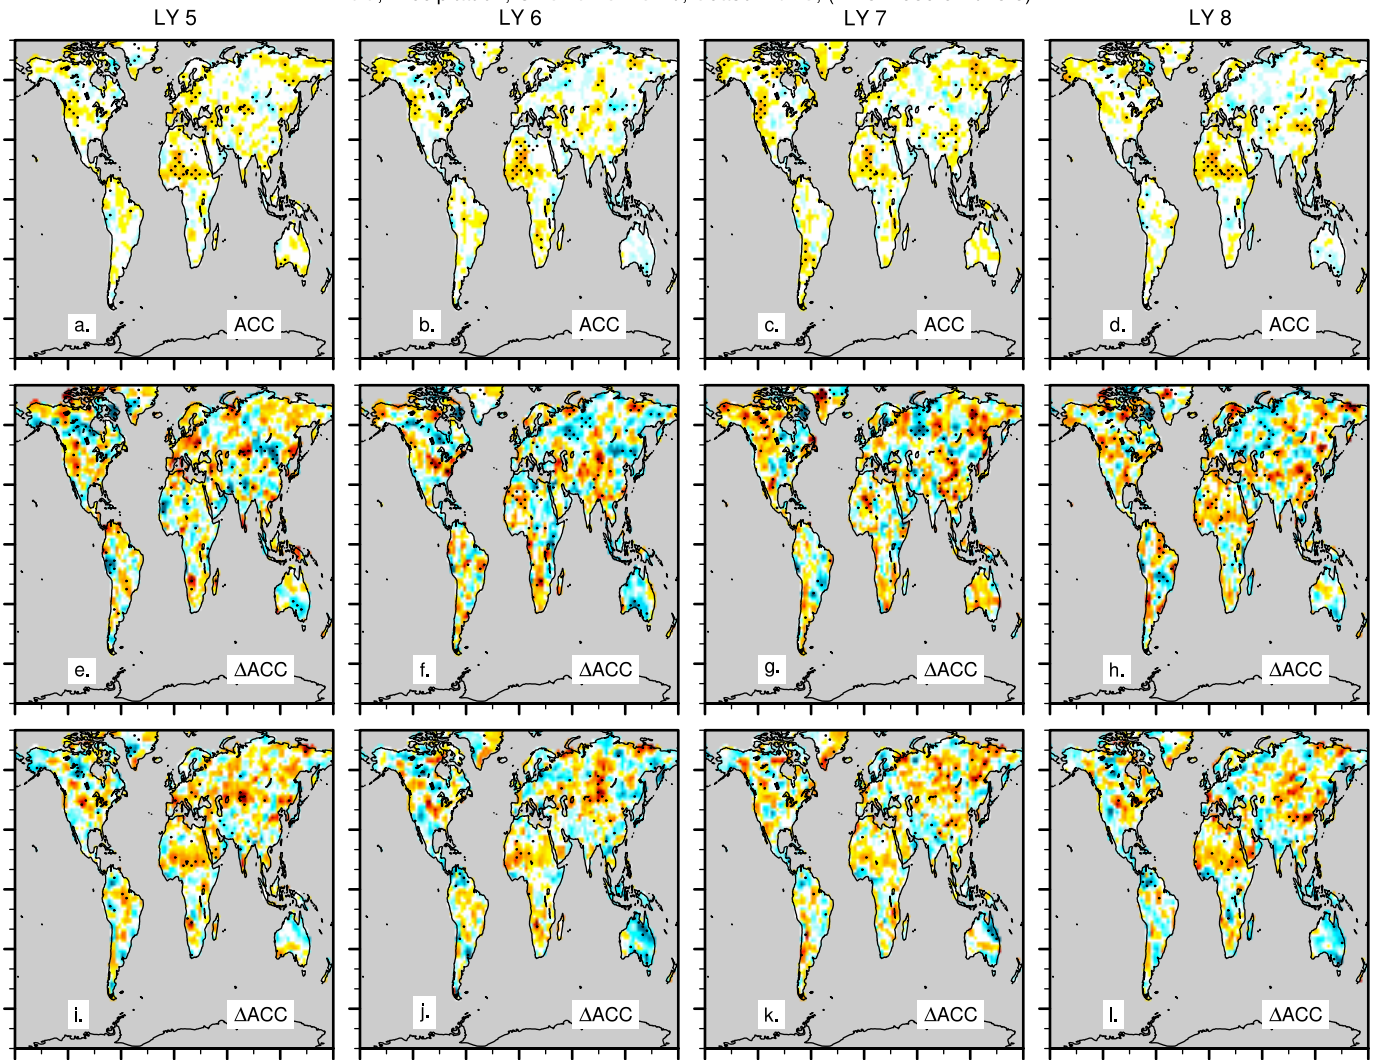 LY 5 LY 6 LY 7 LY 8
a. ACC b. ACC c. ACC d. ACC
e. ΔACC f. ΔACC g. ΔACC h. ΔACC
i. ΔACC j. ΔACC k. ΔACC l. ΔACC